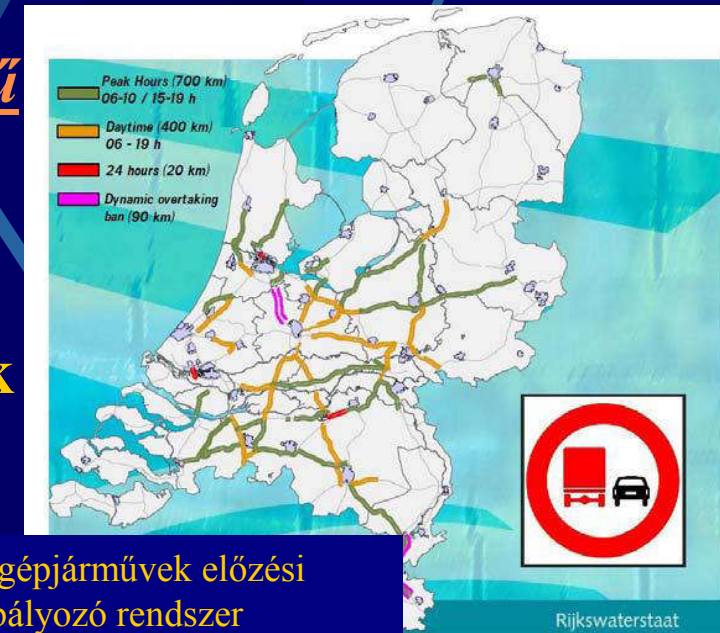 ű
k
Peak Hours (700 km)
06-10 / 15-19 h
Daytime (400 km)
06 - 19 h
24 hours (20 km)
Dynamic overtaking
ban (90 km)
gépjárművek előzési
pályozó rendszer
Rijkswaterstaat